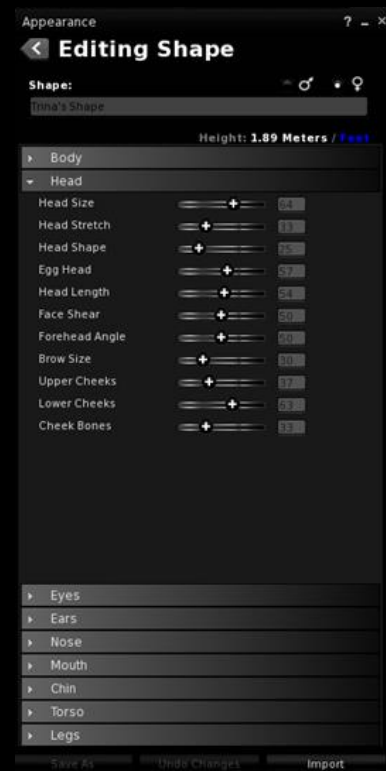 Appearance ? – ×
Editing Shape
Shape: ♂ ♀
Trina's Shape
Height: 1.89 Meters / Feet
Body
Head
Head Size 64
Head Stretch 33
Head Shape 25
Egg Head 57
Head Length 54
Face Shear 50
Forehead Angle 50
Brow Size 30
Upper Cheeks 37
Lower Cheeks 63
Cheek Bones 33
Eyes
Ears
Nose
Mouth
Chin
Torso
Legs
Save As Undo Changes Import